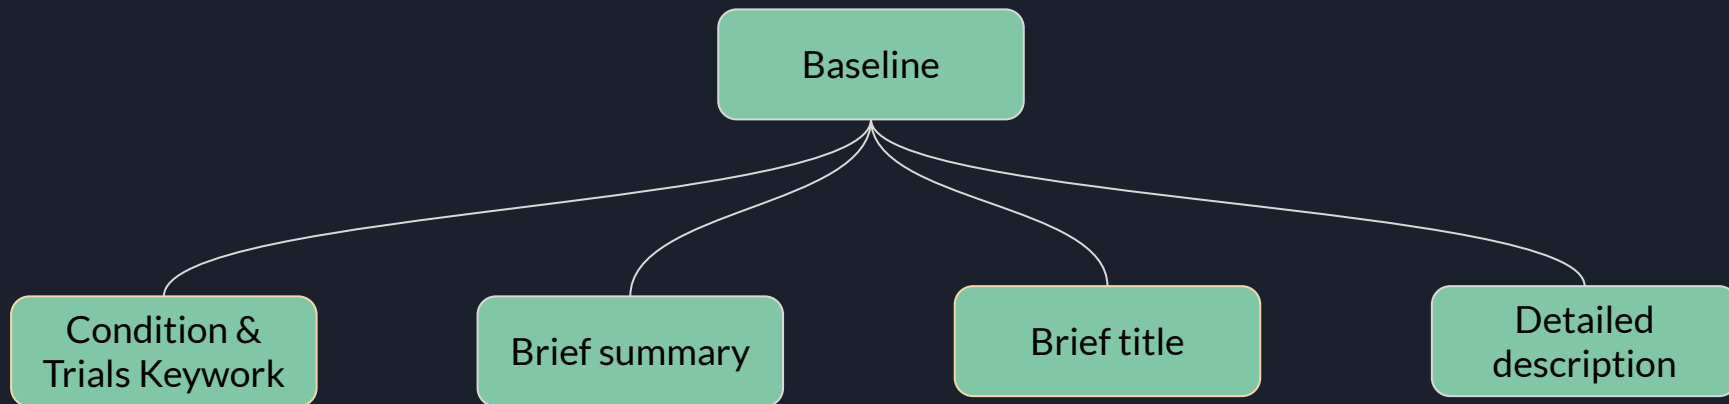 Baseline
Condition &
Trials Keywork
Brief summary
Brief title
Detailed
description